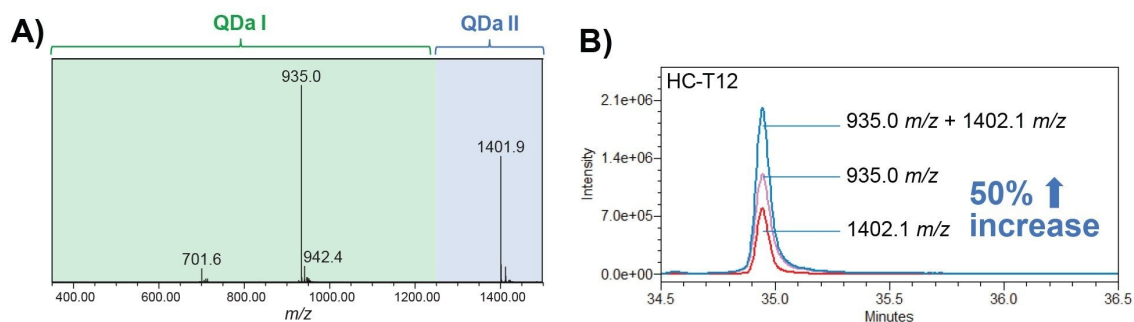 A)
QDa I
QDa II
935.0
1401.9
701.6
942.4
400.00 600.00 800.00 1000.00 1200.00 1400.00
m/z
B)
HC-T12
2.1e+06
1.4e+06
7.0e+05
0.0e+00
Intensity
935.0 m/z + 1402.1 m/z
935.0 m/z
1402.1 m/z
50%
increase
34.5 35.0 35.5 36.0 36.5
Minutes